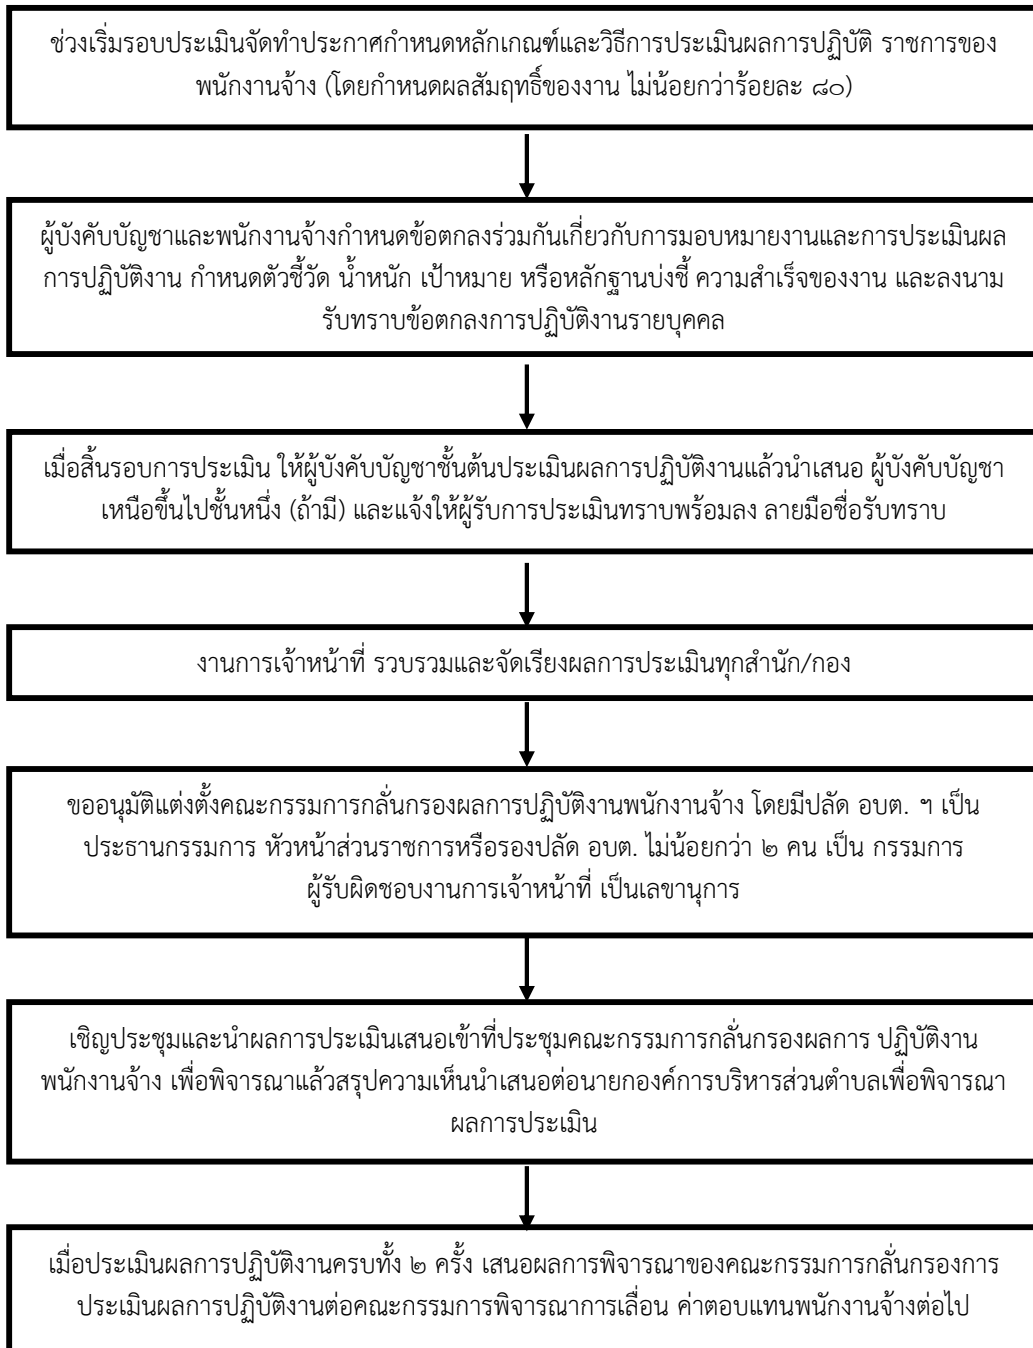 ช่วงเริ่มรอบประเมินจัดทำประกาศกำหนดหลักเกณฑ์และวิธีการประเมินผลการปฏิบัติ ราชการของ
พนักงานจ้าง (โดยกำหนดผลสัมฤทธิ์ของงาน ไม่น้อยกว่าร้อยละ ๘๐)
ผู้บังคับบัญชาและพนักงานจ้างกำหนดข้อตกลงร่วมกันเกี่ยวกับการมอบหมายงานและการประเมินผล
การปฏิบัติงาน กำหนดตัวชี้วัด น้ำหนัก เป้าหมาย หรือหลักฐานบ่งชี้ ความสำเร็จของงาน และลงนาม
รับทราบข้อตกลงการปฏิบัติงานรายบุคคล
เมื่อสิ้นรอบการประเมิน ให้ผู้บังคับบัญชาชั้นต้นประเมินผลการปฏิบัติงานแล้วนำเสนอ ผู้บังคับบัญชา
เหนือขึ้นไปชั้นหนึ่ง (ถ้ามี) และแจ้งให้ผู้รับการประเมินทราบพร้อมลง ลายมือชื่อรับทราบ
งานการเจ้าหน้าที่ รวบรวมและจัดเรียงผลการประเมินทุกสำนัก/กอง
ขออนุมัติแต่งตั้งคณะกรรมการกลั่นกรองผลการปฏิบัติงานพนักงานจ้าง โดยมีปลัด อบต. ฯ เป็น
ประธานกรรมการ หัวหน้าส่วนราชการหรือรองปลัด อบต. ไม่น้อยกว่า ๒ คน เป็น กรรมการ
ผู้รับผิดชอบงานการเจ้าหน้าที่ เป็นเลขานุการ
เชิญประชุมและนำผลการประเมินเสนอเข้าที่ประชุมคณะกรรมการกลั่นกรองผลการ ปฏิบัติงาน
พนักงานจ้าง เพื่อพิจารณาแล้วสรุปความเห็นนำเสนอต่อนายกองค์การบริหารส่วนตำบลเพื่อพิจารณา
ผลการประเมิน
เมื่อประเมินผลการปฏิบัติงานครบทั้ง ๒ ครั้ง เสนอผลการพิจารณาของคณะกรรมการกลั่นกรองการ
ประเมินผลการปฏิบัติงานต่อคณะกรรมการพิจารณาการเลื่อน ค่าตอบแทนพนักงานจ้างต่อไป